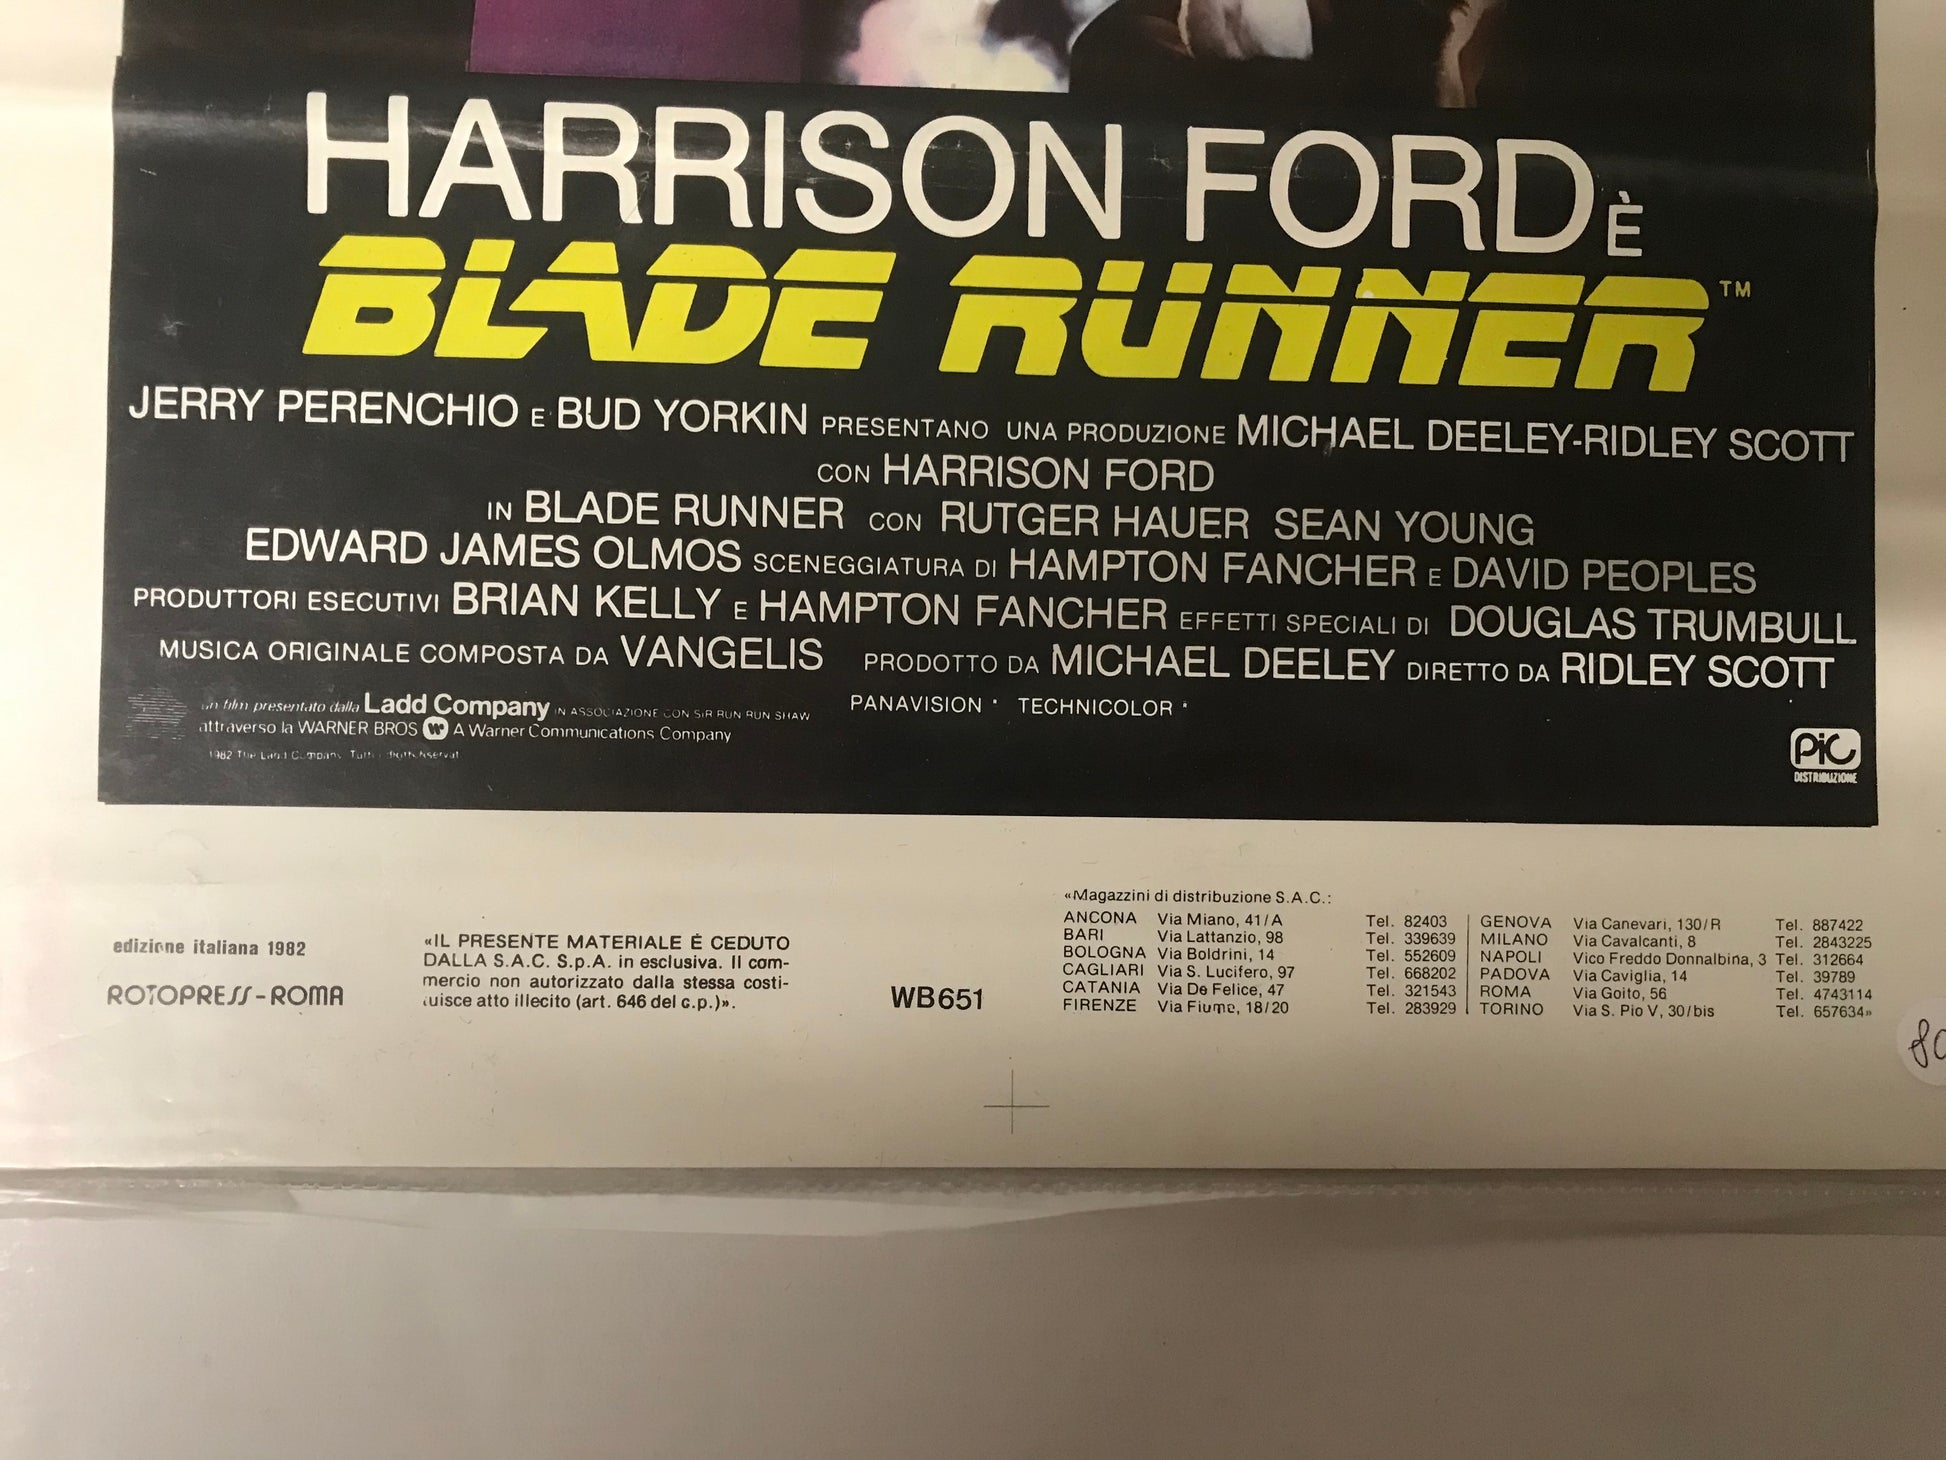 HARRISON FORD È
BLADE RUNNER™
JERRY PERENCHIO E BUD YORKIN PRESENTANO UNA PRODUZIONE MICHAEL DEELEY-RIDLEY SCOTT
CON HARRISON FORD
IN BLADE RUNNER CON RUTGER HAUER SEAN YOUNG
EDWARD JAMES OLMOS SCENEGGIATURA DI HAMPTON FANCHER E DAVID PEOPLES
PRODUTTORI ESECUTIVI BRIAN KELLY E HAMPTON FANCHER EFFETTI SPECIALI DI DOUGLAS TRUMBULL
MUSICA ORIGINALE COMPOSTA DA VANGELIS PRODOTTO DA MICHAEL DEELEY DIRETTO DA RIDLEY SCOTT
un film presentato dalla Ladd Company IN ASSOCIAZIONE CON SIR RUN RUN SHAW
attraverso la WARNER BROS A Warner Communications Company
PANAVISION TECHNICOLOR
1982 The Ladd Company Tutti
PIC
DISTRIBUZIONE
edizione italiana 1982
ROTOPRESS-ROMA
«IL PRESENTE MATERIALE È CEDUTO
DALLA S.A.C. S.p.A. in esclusiva. Il com-
mercio non autorizzato dalla stessa costi-
tuisce atto illecito (art. 646 del c.p.)».
WB651
«Magazzini di distribuzione S.A.C.:
ANCONA Via Miano, 41/A Tel. 82403
BARI Via Lattanzio, 98 Tel. 339639
BOLOGNA Via Boldrini, 14 Tel. 552609
CAGLIARI Via S. Lucifero, 97 Tel. 668202
CATANIA Via De Felice, 47 Tel. 321543
FIRENZE Via Fiume, 18/20 Tel. 283929
GENOVA Via Canevari, 130/R Tel. 887422
MILANO Via Cavalcanti, 8 Tel. 2843225
NAPOLI Vico Freddo Donnalbina, 3 Tel. 312664
PADOVA Via Caviglia, 14 Tel. 39789
ROMA Via Goito, 56 Tel. 4743114
TORINO Via S. Pio V, 30/bis Tel. 657634»